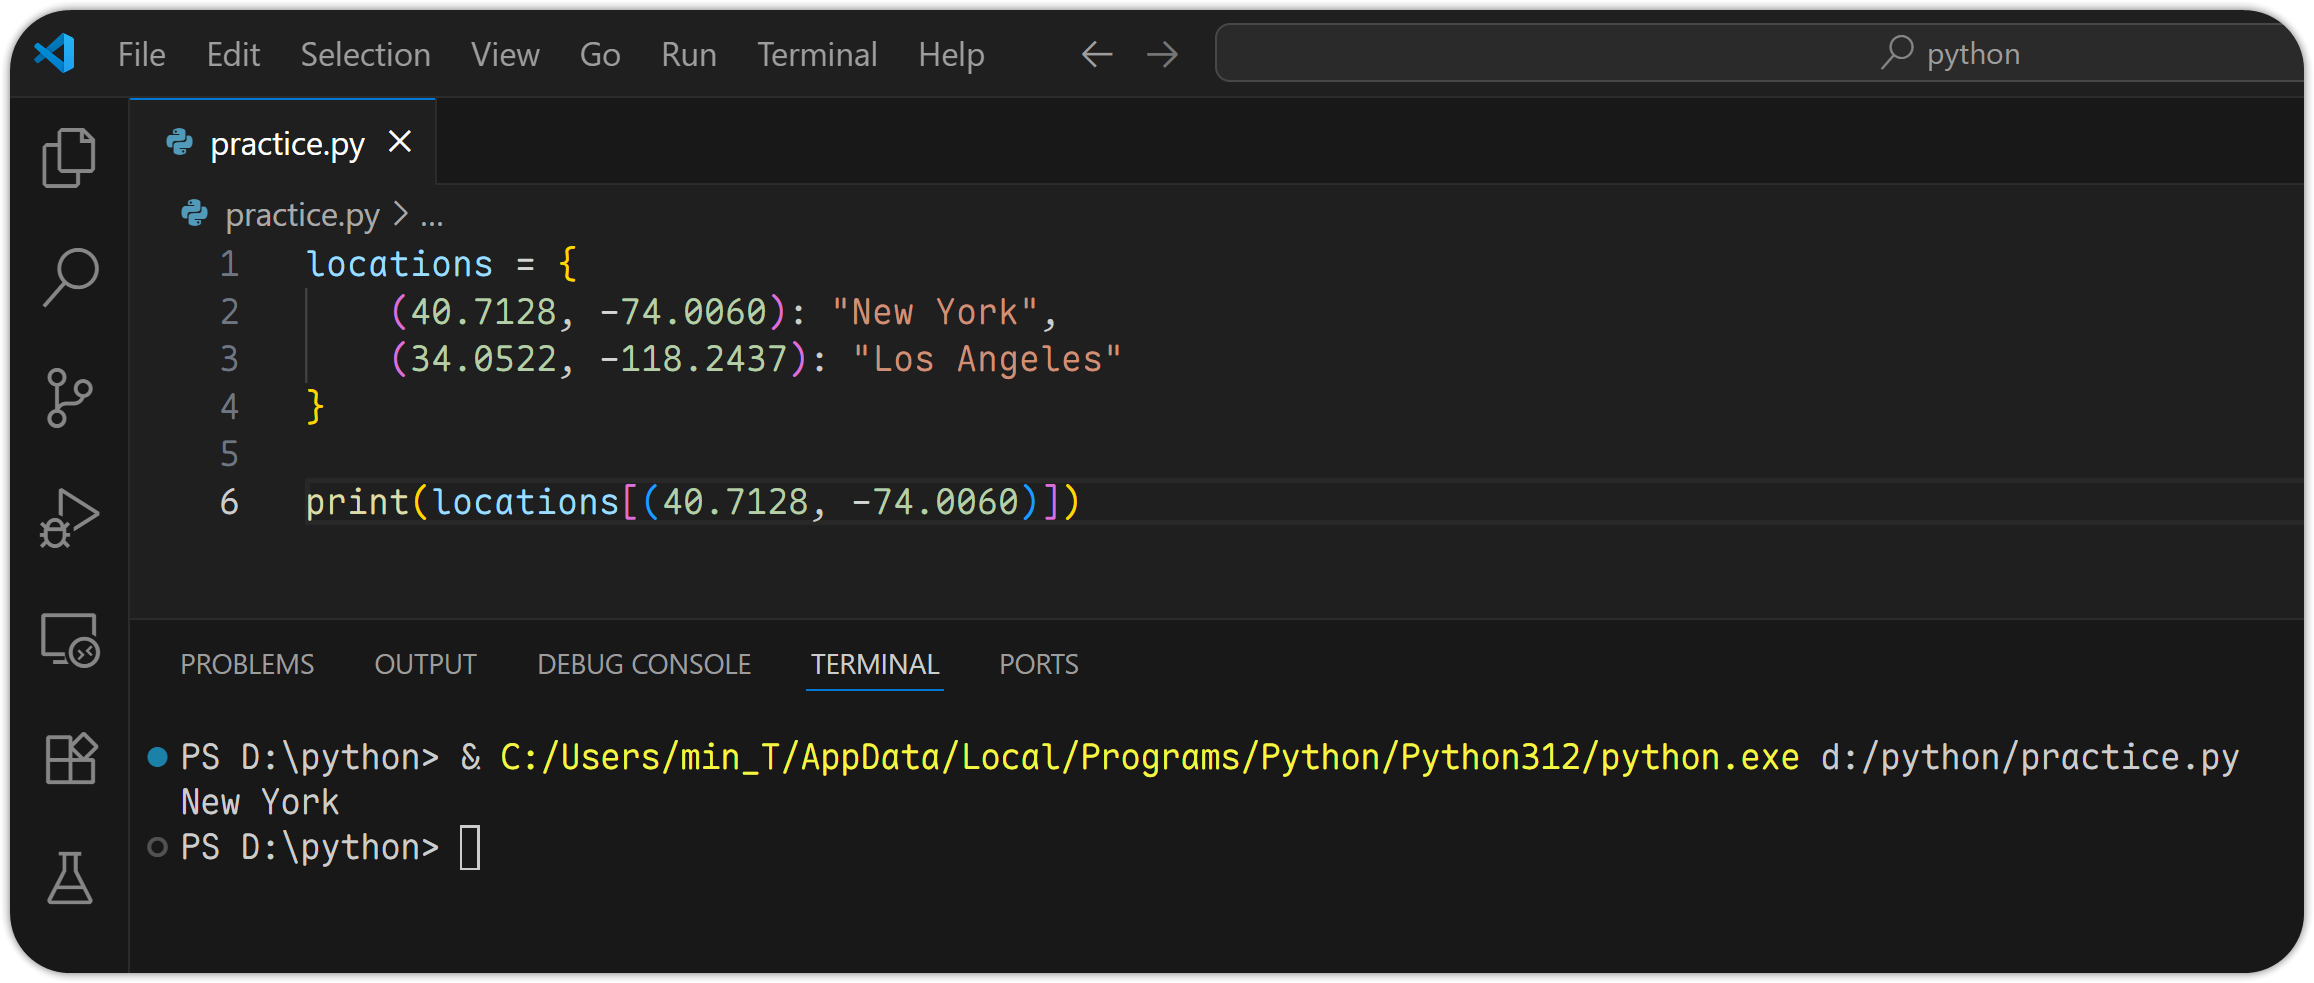 File Edit Selection View Go Run Terminal Help python
practice.py
practice.py > ...
1 locations = {
2     (40.7128, -74.0060): "New York",
3     (34.0522, -118.2437): "Los Angeles"
4 }
5
6 print(locations[(40.7128, -74.0060)])
PROBLEMS OUTPUT DEBUG CONSOLE TERMINAL PORTS
PS D:\python> & C:/Users/min_T/AppData/Local/Programs/Python/Python312/python.exe d:/python/practice.py
New York
PS D:\python>